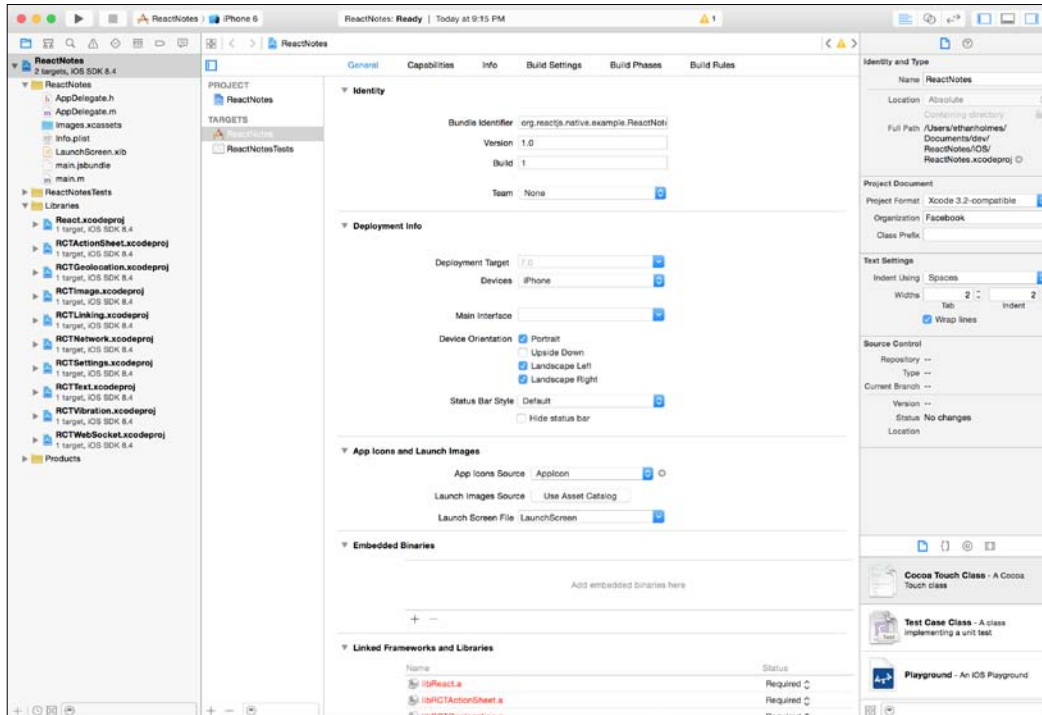 ReactNotes
iPhone 6
ReactNotes: Ready | Today at 9:15 PM
1
ReactNotes
2 targets, iOS SDK 8.4
ReactNotes
AppDelegate.h
AppDelegate.m
Images.xcassets
Info.plist
LaunchScreen.xib
main.jsbundle
main.m
ReactNotesTests
Libraries
React.xcodeproj
1 target, iOS SDK 8.4
RCTActionSheet.xcodeproj
1 target, iOS SDK 8.4
RCTGeolocation.xcodeproj
1 target, iOS SDK 8.4
RCTImage.xcodeproj
1 target, iOS SDK 8.4
RCTLinking.xcodeproj
1 target, iOS SDK 8.4
RCTNetwork.xcodeproj
1 target, iOS SDK 8.4
RCTSettings.xcodeproj
1 target, iOS SDK 8.4
RCTText.xcodeproj
1 target, iOS SDK 8.4
RCTVibration.xcodeproj
1 target, iOS SDK 8.4
RCTWebSocket.xcodeproj
1 target, iOS SDK 8.4
Products
ReactNotes
General Capabilities Info Build Settings Build Phases Build Rules
PROJECT
ReactNotes
TARGETS
ReactNotes
ReactNotesTests
Identity
Bundle Identifier org.reactjs.native.example.ReactNot
Version 1.0
Build 1
Team None
Deployment Info
Deployment Target 7.0
Devices iPhone
Main Interface
Device Orientation Portrait
Upside Down
Landscape Left
Landscape Right
Status Bar Style Default
Hide status bar
App Icons and Launch Images
App Icons Source AppIcon
Launch Images Source Use Asset Catalog
Launch Screen File LaunchScreen
Embedded Binaries
Add embedded binaries here
Linked Frameworks and Libraries
Name Status
libReact.a Required
libRCTActionSheet.a Required
Identity and Type
Name ReactNotes
Location Absolute
Containing directory
Full Path /Users/ethanholmes/
Documents/dev/
ReactNotes/iOS/
ReactNotes.xcodeproj
Project Document
Project Format Xcode 3.2-compatible
Organization Facebook
Class Prefix
Text Settings
Indent Using Spaces
Widths 2 2
Tab Indent
Wrap lines
Source Control
Repository --
Type --
Current Branch --
Version --
Status No changes
Location
Cocoa Touch Class - A Cocoa
Touch class
Test Case Class - A class
implementing a unit test
Test
Playground - An iOS Playground